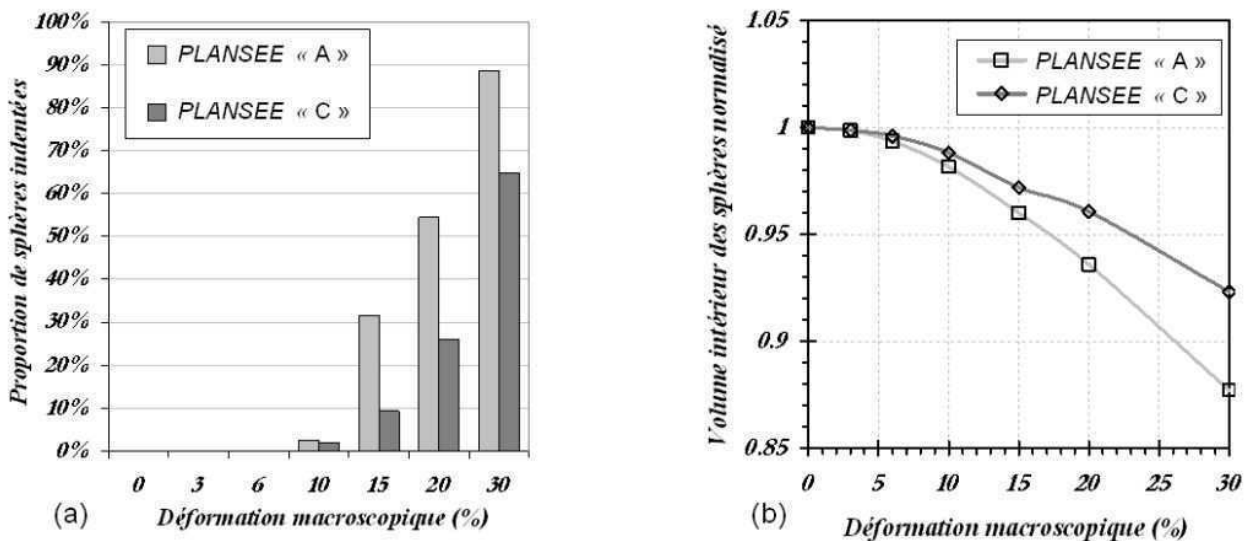 100%
90%
80%
70%
60%
50%
40%
30%
20%
10%
0%
Proportion de sphères indentées
PLANSEE « A »
PLANSEE « C »
0 3 6 10 15 20 30
Déformation macroscopique (%)
(a)
1.05
1
0.95
0.9
0.85
Volume intérieur des sphères normalisé
PLANSEE « A »
PLANSEE « C »
0 5 10 15 20 25 30
Déformation macroscopique (%)
(b)